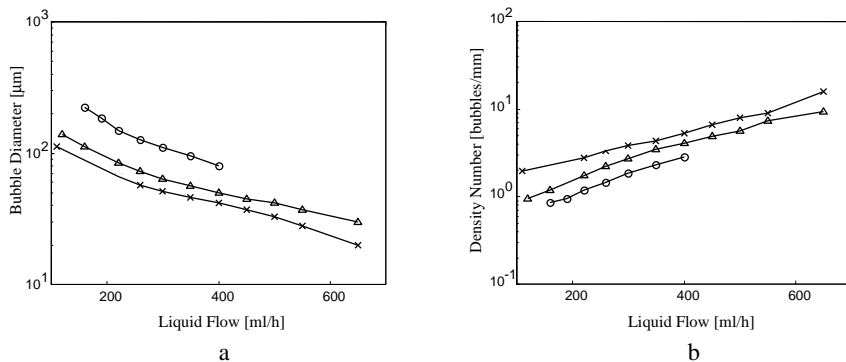 10³
10²
10¹
200
400
600
Bubble Diameter [µm]
Liquid Flow [ml/h]
a
10²
10¹
10⁰
10⁻¹
200
400
600
Density Number [bubbles/mm]
Liquid Flow [ml/h]
b